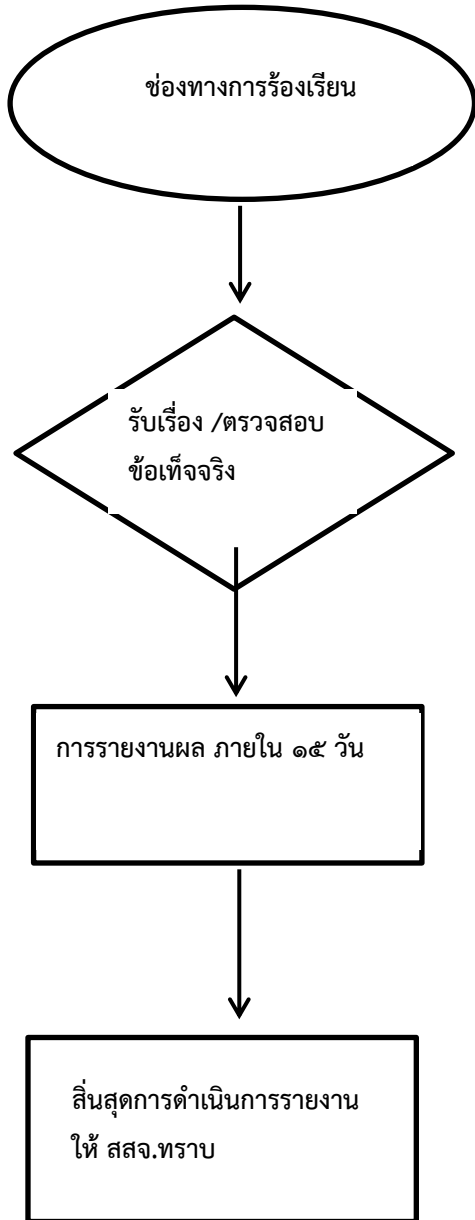 ช่องทางการร้องเรียน
รับเรื่อง /ตรวจสอบ
ข้อเท็จจริง
การรายงานผล ภายใน ๑๕ วัน
สิ่นสุดการดำเนินการรายงาน
ให้ สสจ.ทราบ